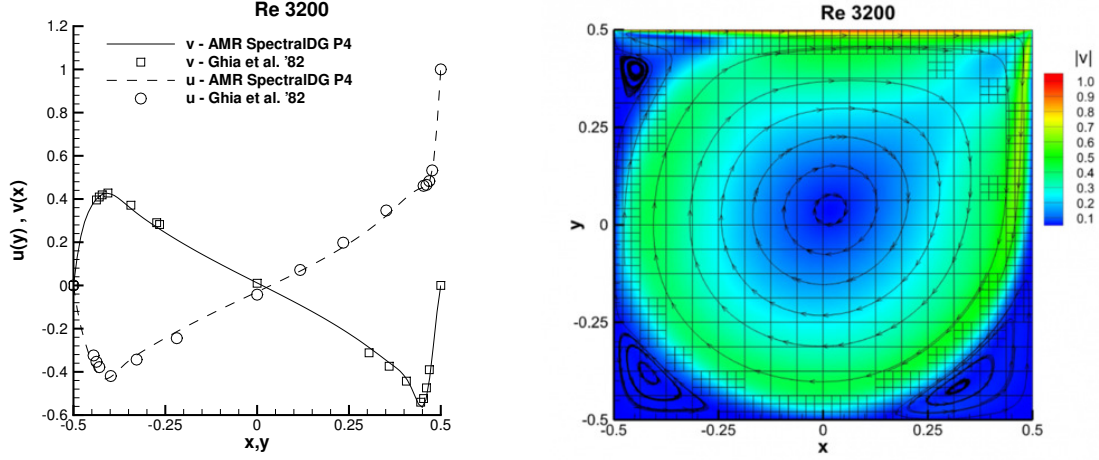 Re 3200
1.2
1
0.8
0.6
0.4
0.2
0
-0.2
-0.4
-0.6
u(y) , v(x)
v - AMR SpectralDG P4
v - Ghia et al. '82
u - AMR SpectralDG P4
u - Ghia et al. '82
-0.5 -0.25 0 0.25 0.5
x,y
Re 3200
0.5
0.25
0
-0.25
-0.5
y
-0.5 -0.25 0 0.25 0.5
x
|v|
1.0
0.9
0.8
0.7
0.6
0.5
0.4
0.3
0.2
0.1